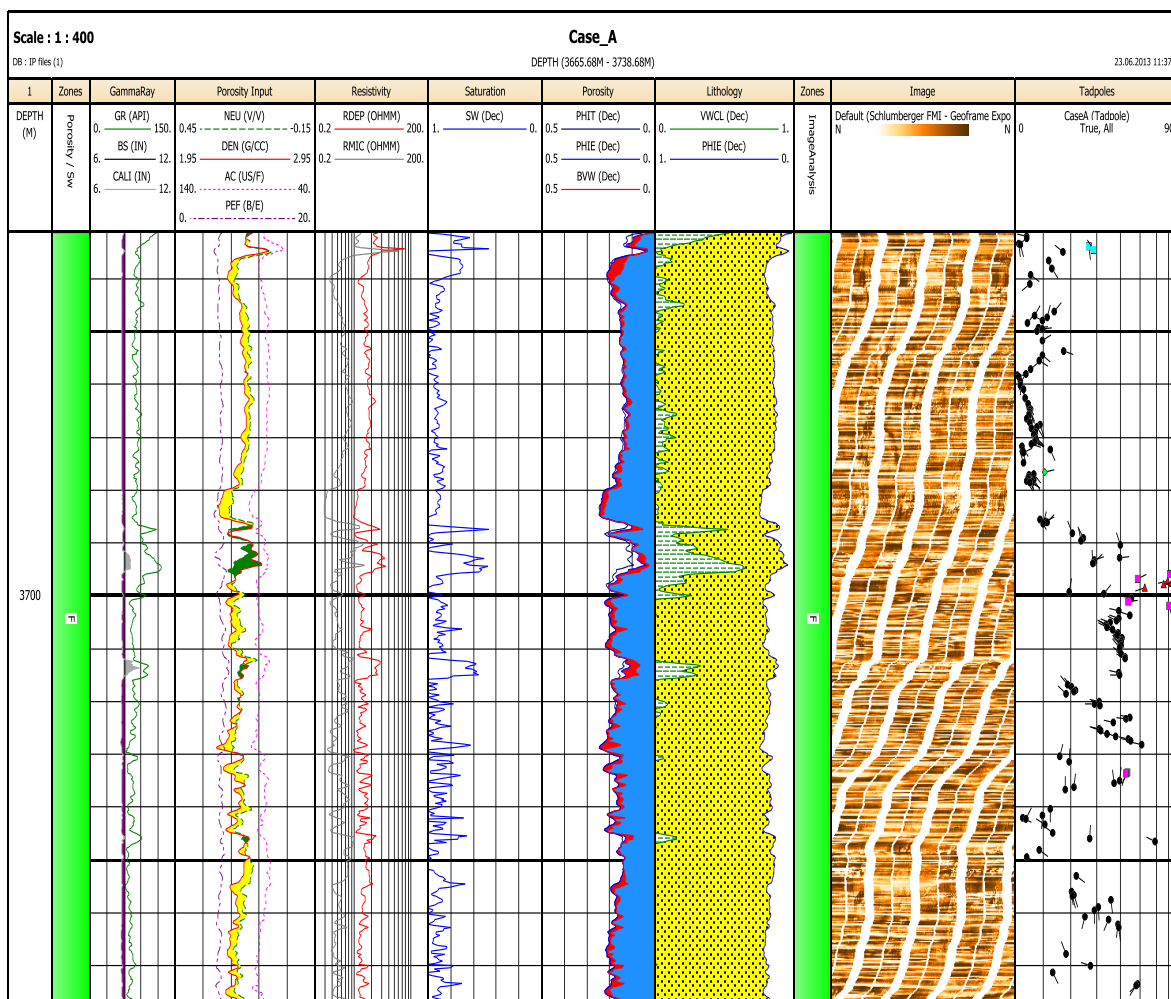 Case_A
Scale : 1 : 400
DB : IP files (1)
DEPTH (3665.68M - 3738.68M)
23.06.2013 11:37
1 Zones GammaRay Porosity Input Resistivity Saturation Porosity Lithology Zones Image Tadpoles
DEPTH
(M)
Porosity / Sw
GR (API)
0. 150.
BS (IN)
6. 12.
CALI (IN)
6. 12.
NEU (V/V)
0.45 -0.15
DEN (G/CC)
1.95 2.95
AC (US/F)
140. 40.
PEF (B/E)
0. 20.
RDEP (OHMM)
0.2 200.
RMIC (OHMM)
0.2 200.
SW (Dec)
1. 0.
PHIT (Dec)
0.5 0.
PHIE (Dec)
0.5 0.
BVW (Dec)
0.5 0.
VWCL (Dec)
0. 1.
PHIE (Dec)
1. 0.
ImageAnalysis
Default (Schlumberger FMI - Geoframe Expo
N N
CaseA (Tadpole)
True, All
0 90
3700
F
F